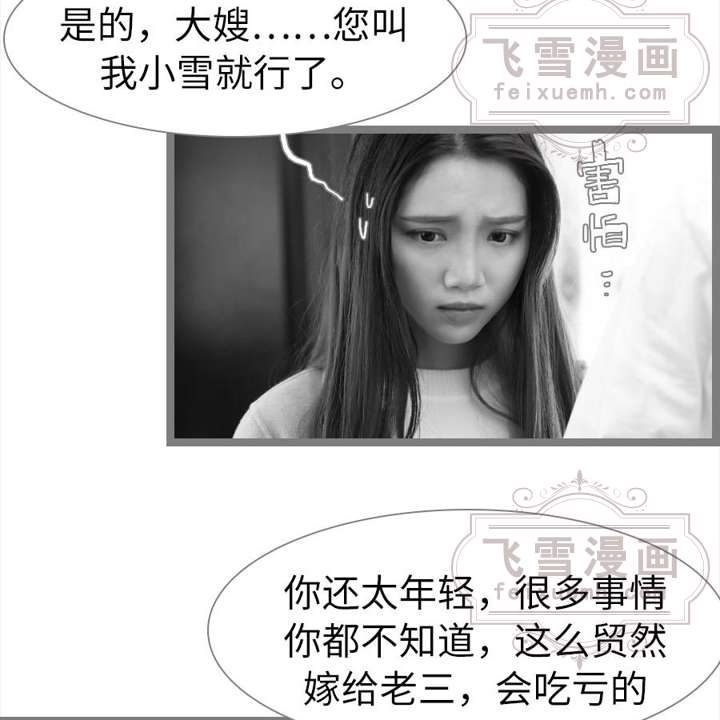 是的，大嫂……您叫
我小雪就行了。
飞雪漫画
feixuemh.com
害怕…
你还太年轻，很多事情
你都不知道，这么贸然
嫁给老三，会吃亏的
飞雪漫画
feixuemh.com